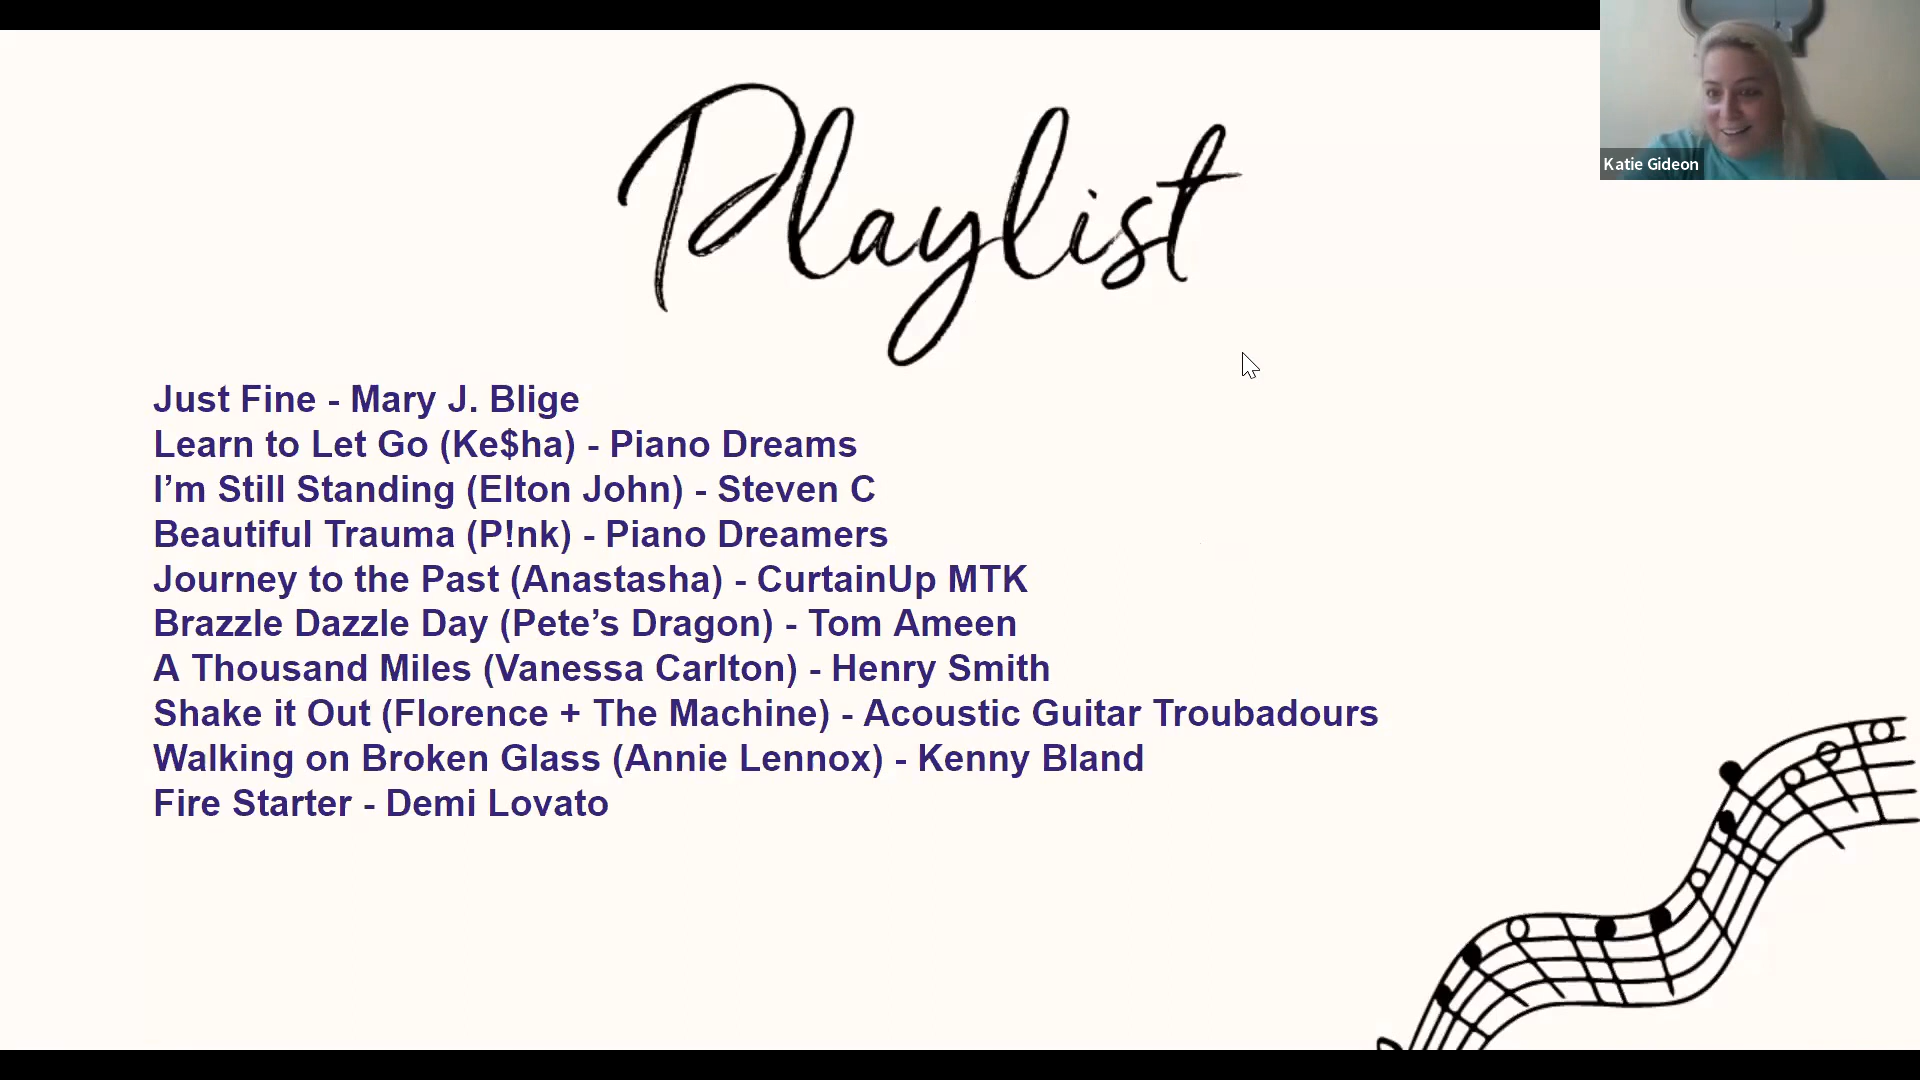 Playlist
Katie Gideon
Just Fine - Mary J. Blige
Learn to Let Go (Ke$ha) - Piano Dreams
I’m Still Standing (Elton John) - Steven C
Beautiful Trauma (P!nk) - Piano Dreamers
Journey to the Past (Anastasha) - CurtainUp MTK
Brazzle Dazzle Day (Pete’s Dragon) - Tom Ameen
A Thousand Miles (Vanessa Carlton) - Henry Smith
Shake it Out (Florence + The Machine) - Acoustic Guitar Troubadours
Walking on Broken Glass (Annie Lennox) - Kenny Bland
Fire Starter - Demi Lovato